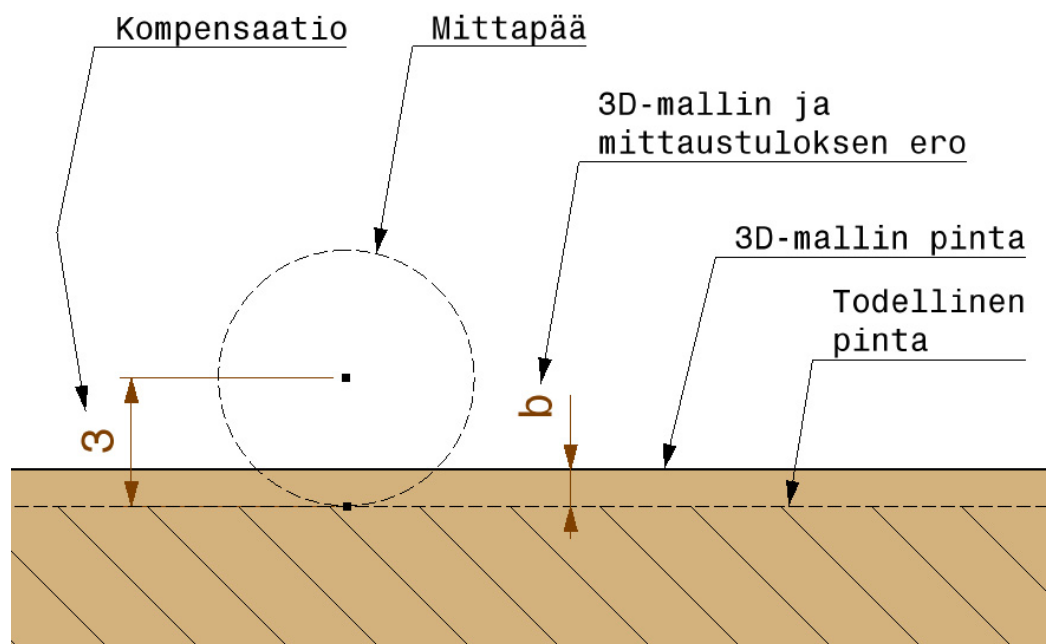 Kompensaatio
Mittapää
3D-mallin ja
mittaustuloksen ero
3D-mallin pinta
Todellinen
pinta
3
b